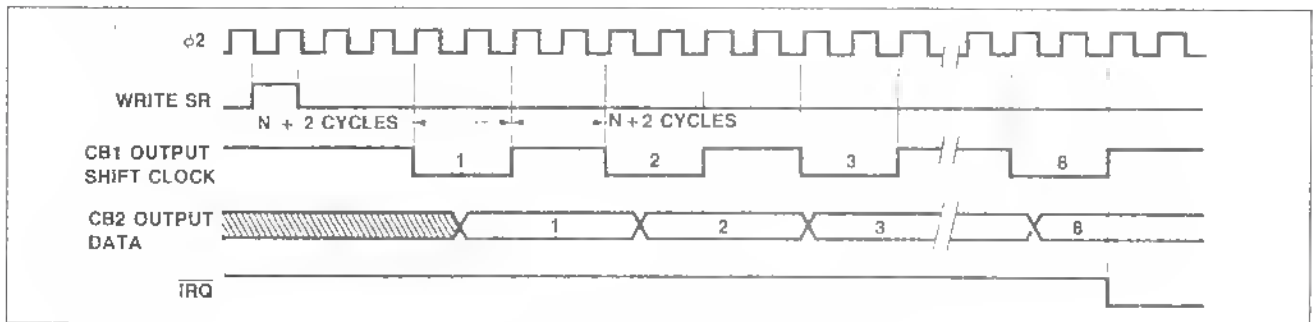 φ2
WRITE SR
N + 2 CYCLES
N + 2 CYCLES
CB1 OUTPUT
SHIFT CLOCK
1
2
3
8
CB2 OUTPUT
DATA
1
2
3
8
IRQ